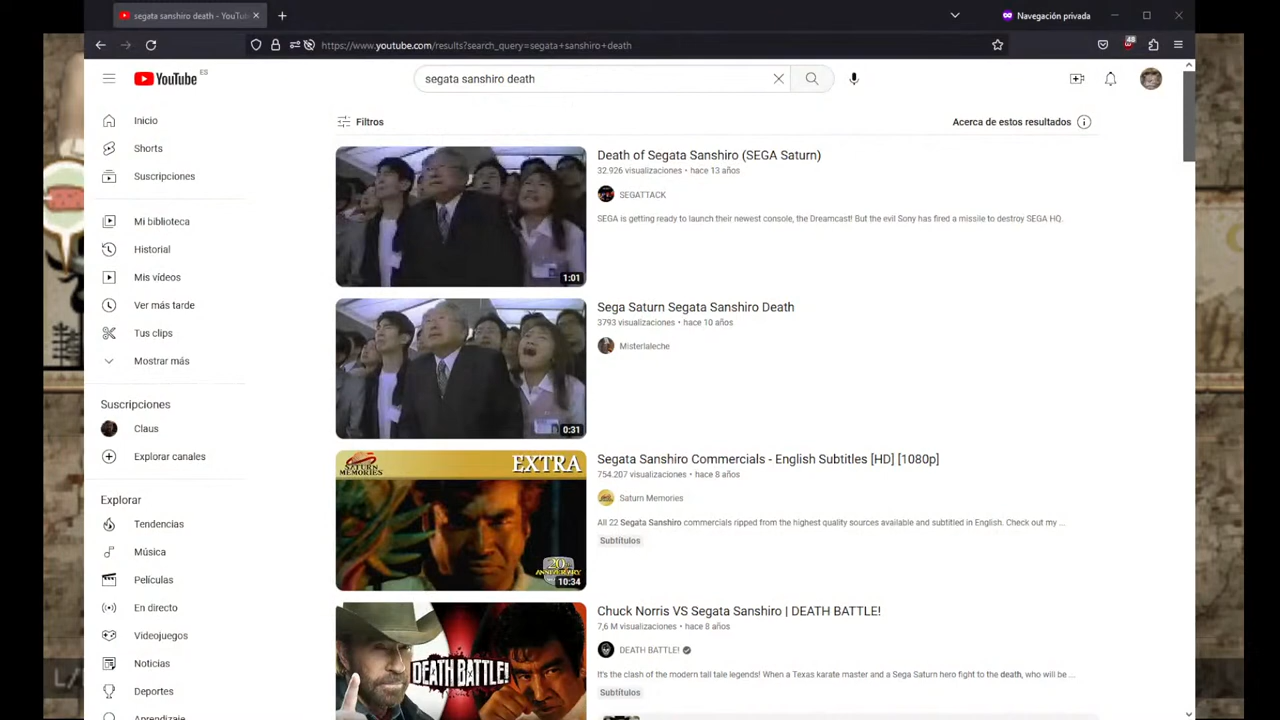 segata sanshiro death - YouTu
Navegación privada
https://www.youtube.com/results?search_query=segata+sanshiro+death
48
YouTube ES
segata sanshiro death
Filtros
Acerca de estos resultados
Inicio
Shorts
Suscripciones
Mi biblioteca
Historial
Mis vídeos
Ver más tarde
Tus clips
Mostrar más
Suscripciones
Claus
Explorar canales
Explorar
Tendencias
Música
Películas
En directo
Videojuegos
Noticias
Deportes
Aprendizaje
1:01
Death of Segata Sanshiro (SEGA Saturn)
32.926 visualizaciones • hace 13 años
SEGATTACK
SEGA is getting ready to launch their newest console, the Dreamcast! But the evil Sony has fired a missile to destroy SEGA HQ.
0:31
Sega Saturn Segata Sanshiro Death
3793 visualizaciones • hace 10 años
Misterlaleche
SATURN MEMORIES
EXTRA
20th ANNIVERSARY
10:34
Segata Sanshiro Commercials - English Subtitles [HD] [1080p]
754.207 visualizaciones • hace 8 años
Saturn Memories
All 22 Segata Sanshiro commercials ripped from the highest quality sources available and subtitled in English. Check out my ...
Subtítulos
DEATH BATTLE!
Chuck Norris VS Segata Sanshiro | DEATH BATTLE!
7,6 M visualizaciones • hace 8 años
DEATH BATTLE!
It's the clash of the modern tall tale legends! When a Texas karate master and a Sega Saturn hero fight to the death, who will be ...
Subtítulos